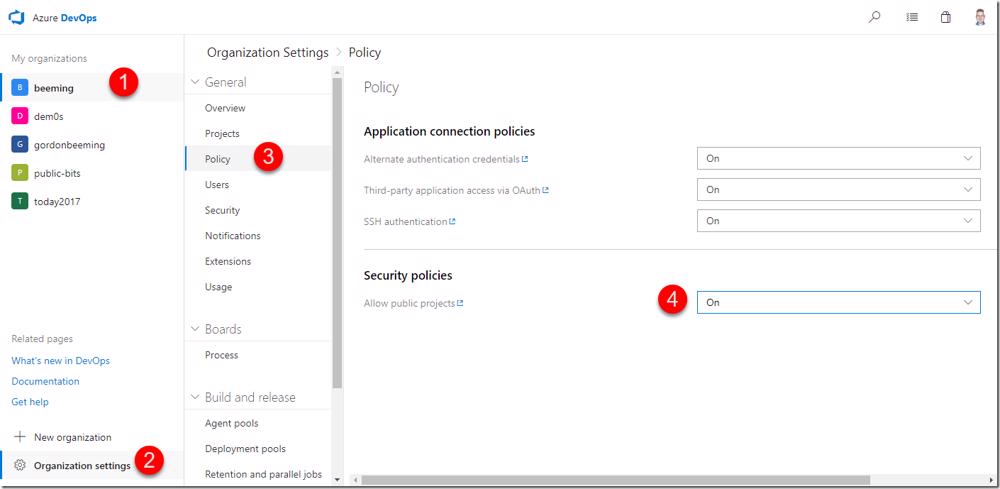 Azure DevOps
My organizations
B beeming
1
D dem0s
G gordonbeeming
P public-bits
T today2017
Related pages
What's new in DevOps
Documentation
Get help
New organization
Organization settings
2
Organization Settings > Policy
General
Overview
Projects
Policy
3
Users
Security
Notifications
Extensions
Usage
Boards
Process
Build and release
Agent pools
Deployment pools
Retention and parallel jobs
Policy
Application connection policies
Alternate authentication credentials On
Third-party application access via OAuth On
SSH authentication On
Security policies
Allow public projects 4 On